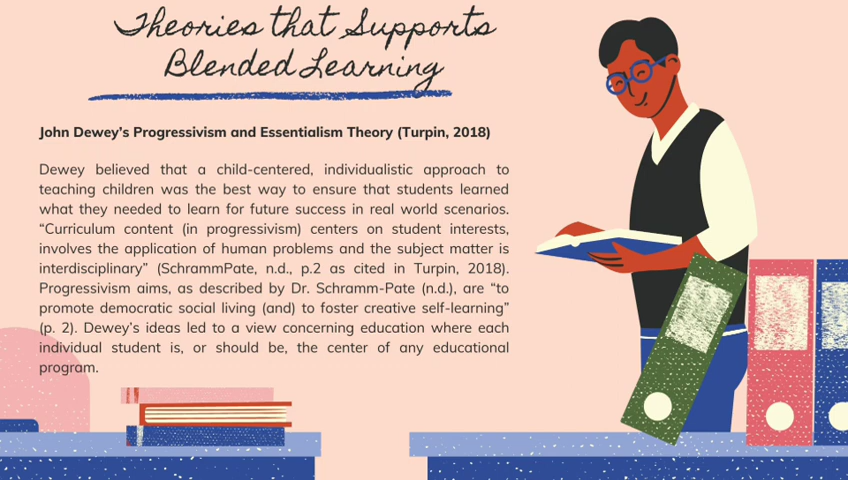 Theories that Supports
Blended Learning
John Dewey’s Progressivism and Essentialism Theory (Turpin, 2018)
Dewey believed that a child-centered, individualistic approach to
teaching children was the best way to ensure that students learned
what they needed to learn for future success in real world scenarios.
“Curriculum content (in progressivism) centers on student interests,
involves the application of human problems and the subject matter is
interdisciplinary” (SchrammPate, n.d., p.2 as cited in Turpin, 2018).
Progressivism aims, as described by Dr. Schramm-Pate (n.d.), are “to
promote democratic social living (and) to foster creative self-learning”
(p. 2). Dewey’s ideas led to a view concerning education where each
individual student is, or should be, the center of any educational
program.